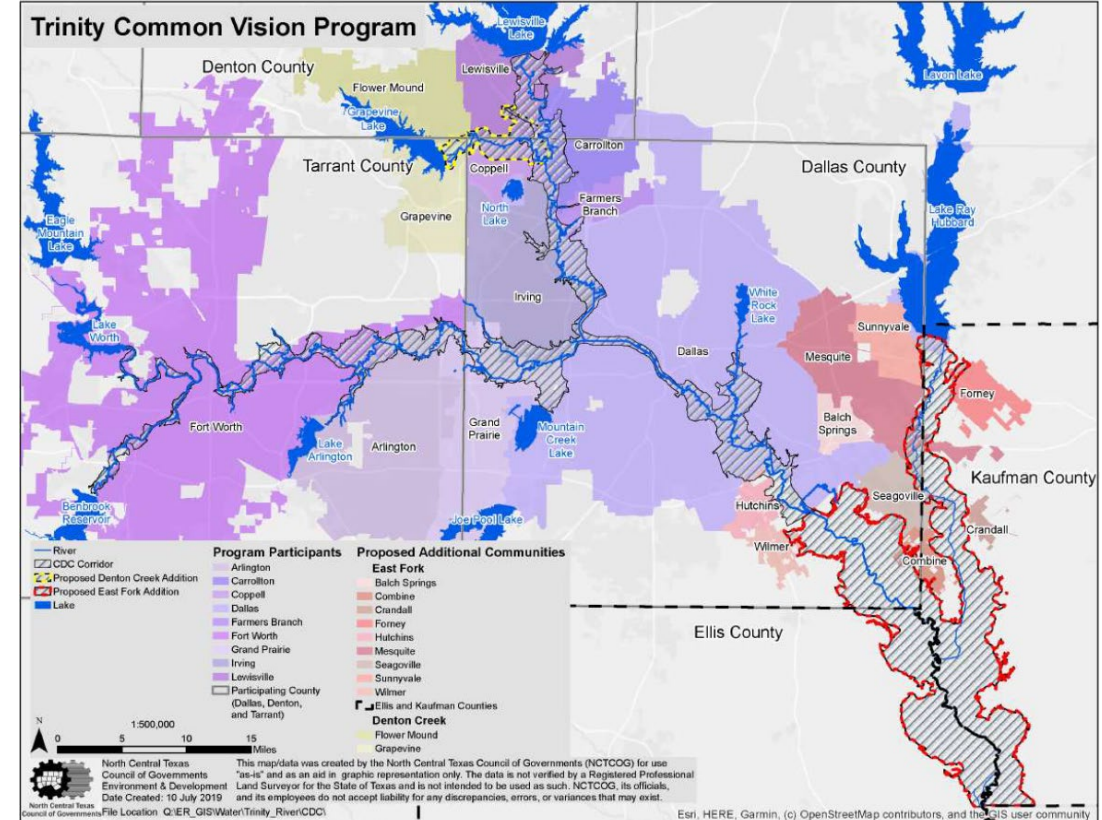 Trinity Common Vision Program
Lewisville
Lake
Lavon Lake
Denton County
Lewisville
Flower Mound
Grapevine
Lake
Carrollton
Tarrant County
Coppell
Dallas County
Grapevine
North
Lake
Farmers
Branch
Eagle
Mountain
Lake
Lake Ray
Hubbard
Irving
White
Rock
Lake
Lake
Worth
Sunnyvale
Dallas
Mesquite
Forney
Fort Worth
Lake
Arlington
Arlington
Grand
Prairie
Mountain
Creek
Lake
Balch
Springs
Kaufman County
Seagoville
Benbrook
Reservoir
Joe Pool Lake
Hutchins
Crandall
Wilmer
Combine
Ellis County
River
CDC Corridor
Proposed Denton Creek Addition
Proposed East Fork Addition
Lake
Program Participants
Arlington
Carrollton
Coppell
Dallas
Farmers Branch
Fort Worth
Grand Prairie
Irving
Lewisville
Participating County
(Dallas, Denton,
and Tarrant)
Proposed Additional Communities
East Fork
Balch Springs
Combine
Crandall
Forney
Hutchins
Mesquite
Seagoville
Sunnyvale
Wilmer
Ellis and Kaufman Counties
Denton Creek
Flower Mound
Grapevine
N
1:500,000
0 5 10 15
Miles
North Central Texas
Council of Governments
North Central Texas
Council of Governments
Environment & Development
Date Created: 10 July 2019
File Location Q:\ER_GIS\Water\Trinity_River\CDC\
This map/data was created by the North Central Texas Council of Governments (NCTCOG) for use
"as-is" and as an aid in graphic representation only. The data is not verified by a Registered Professional
Land Surveyor for the State of Texas and is not intended to be used as such. NCTCOG, its officials,
and its employees do not accept liability for any discrepancies, errors, or variances that may exist.
Esri, HERE, Garmin, (c) OpenStreetMap contributors, and the GIS user community